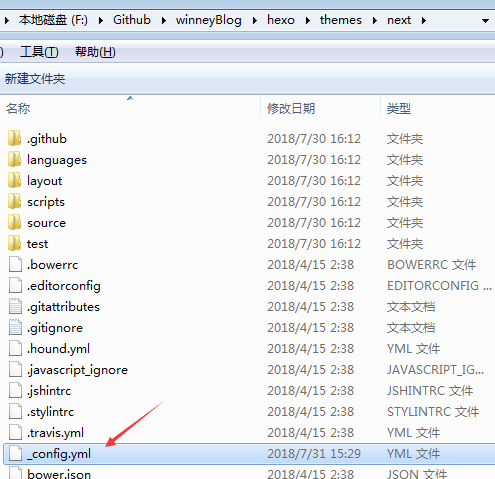 本地磁盘 (F:) Github winneyBlog hexo themes next
) 工具(T) 帮助(H)
新建文件夹
名称 修改日期 类型
.github 2018/7/30 16:12 文件夹
languages 2018/7/30 16:12 文件夹
layout 2018/7/30 16:12 文件夹
scripts 2018/7/30 16:12 文件夹
source 2018/7/30 16:12 文件夹
test 2018/7/30 16:12 文件夹
.bowerrc 2018/4/15 2:38 BOWERRC 文件
.editorconfig 2018/4/15 2:38 EDITORCONFIG ...
.gitattributes 2018/4/15 2:38 文本文档
.gitignore 2018/4/15 2:38 文本文档
.hound.yml 2018/4/15 2:38 YML 文件
.javascript_ignore 2018/4/15 2:38 JAVASCRIPT_IG...
.jshintrc 2018/4/15 2:38 JSHINTRC 文件
.stylintrc 2018/4/15 2:38 STYLINTRC 文件
.travis.yml 2018/4/15 2:38 YML 文件
_config.yml 2018/7/31 15:29 YML 文件
bower.json 2018/4/15 2:38 JSON 文件